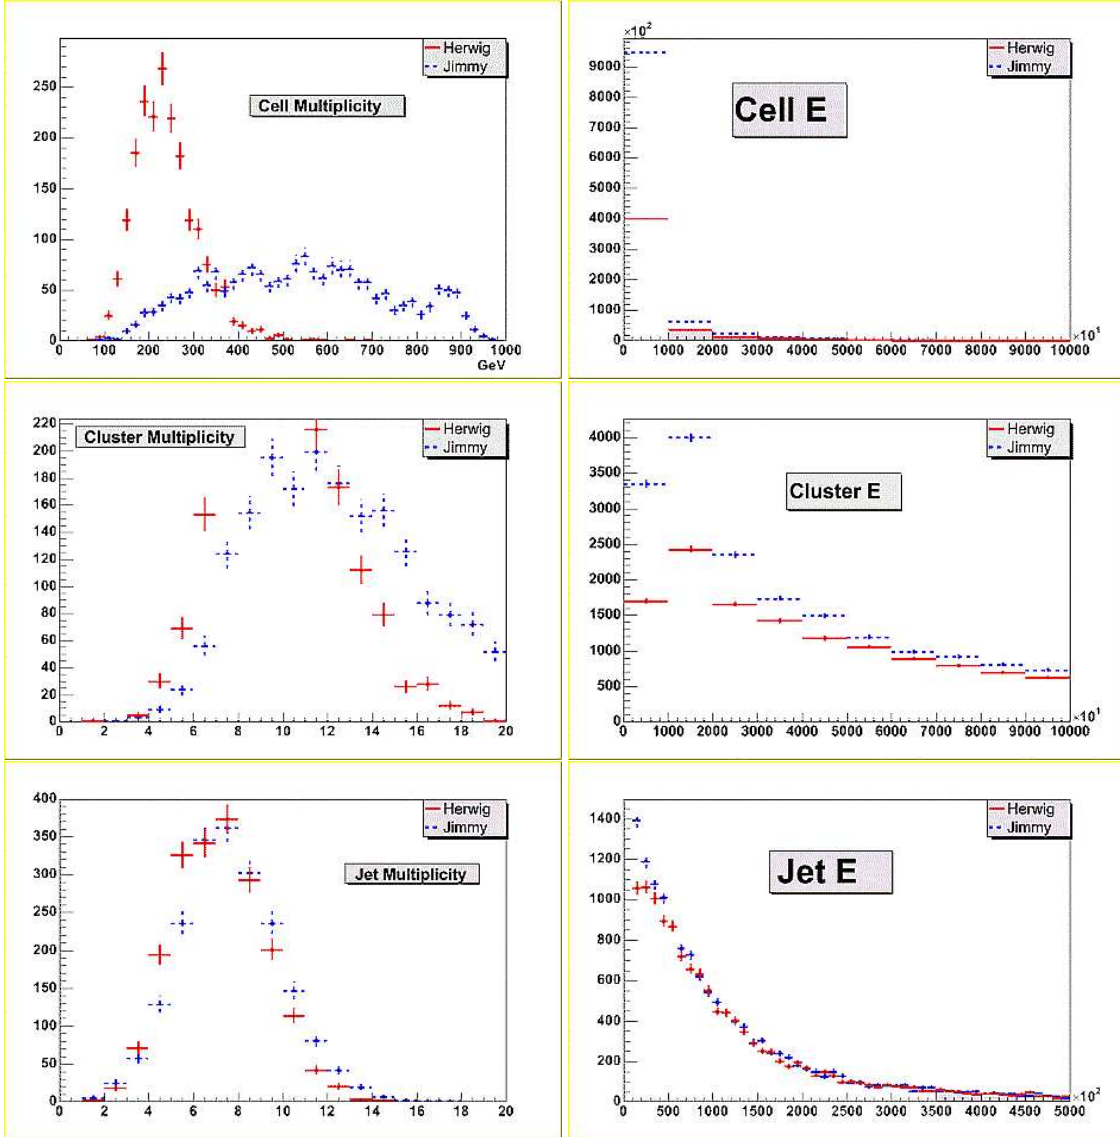 Herwig
Jimmy
Cell Multiplicity
250
200
150
100
50
0
0 100 200 300 400 500 600 700 800 900 1000
GeV
×10²
Herwig
Jimmy
Cell E
9000
8000
7000
6000
5000
4000
3000
2000
1000
0
0 1000 2000 3000 4000 5000 6000 7000 8000 9000 10000
×10¹
Herwig
Jimmy
Cluster Multiplicity
220
200
180
160
140
120
100
80
60
40
20
0
0 2 4 6 8 10 12 14 16 18 20
Herwig
Jimmy
Cluster E
4000
3500
3000
2500
2000
1500
1000
500
0
0 1000 2000 3000 4000 5000 6000 7000 8000 9000 10000
×10¹
Herwig
Jimmy
Jet Multiplicity
400
350
300
250
200
150
100
50
0
0 2 4 6 8 10 12 14 16 18 20
Herwig
Jimmy
Jet E
1400
1200
1000
800
600
400
200
0
0 500 1000 1500 2000 2500 3000 3500 4000 4500 5000
×10²